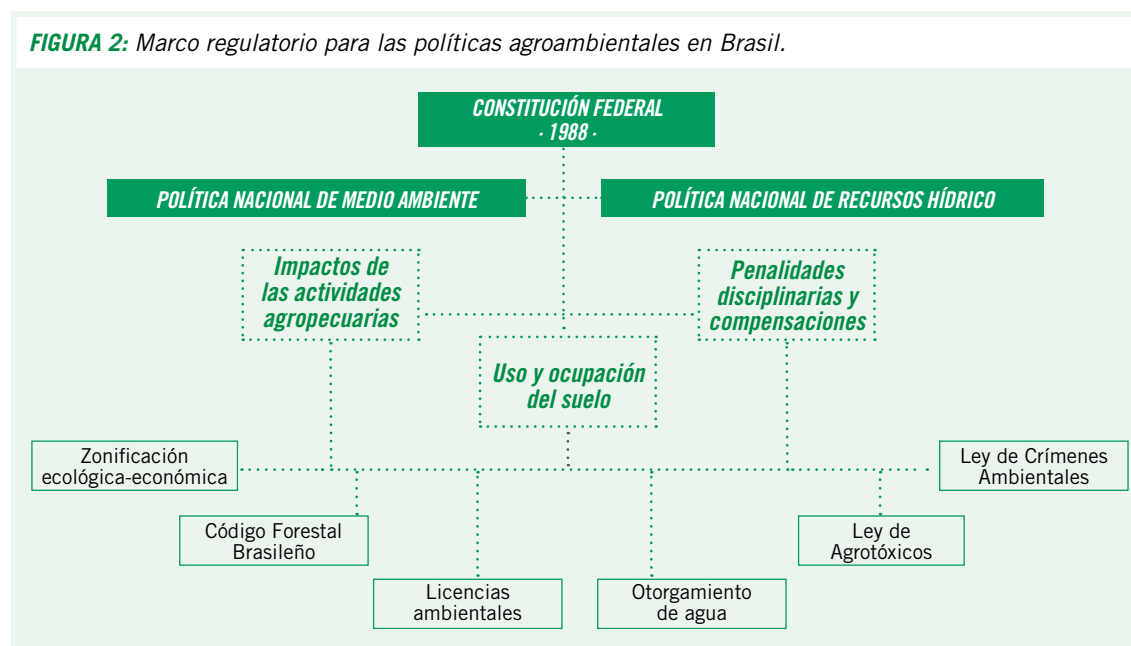 FIGURA 2: Marco regulatorio para las políticas agroambientales en Brasil.
CONSTITUCIÓN FEDERAL
· 1988 ·
POLÍTICA NACIONAL DE MEDIO AMBIENTE
POLÍTICA NACIONAL DE RECURSOS HÍDRICO
Impactos de
las actividades
agropecuarias
Penalidades
disciplinarias y
compensaciones
Uso y ocupación
del suelo
Zonificación
ecológica-económica
Ley de Crímenes
Ambientales
Código Forestal
Brasileño
Ley de
Agrotóxicos
Licencias
ambientales
Otorgamiento
de agua